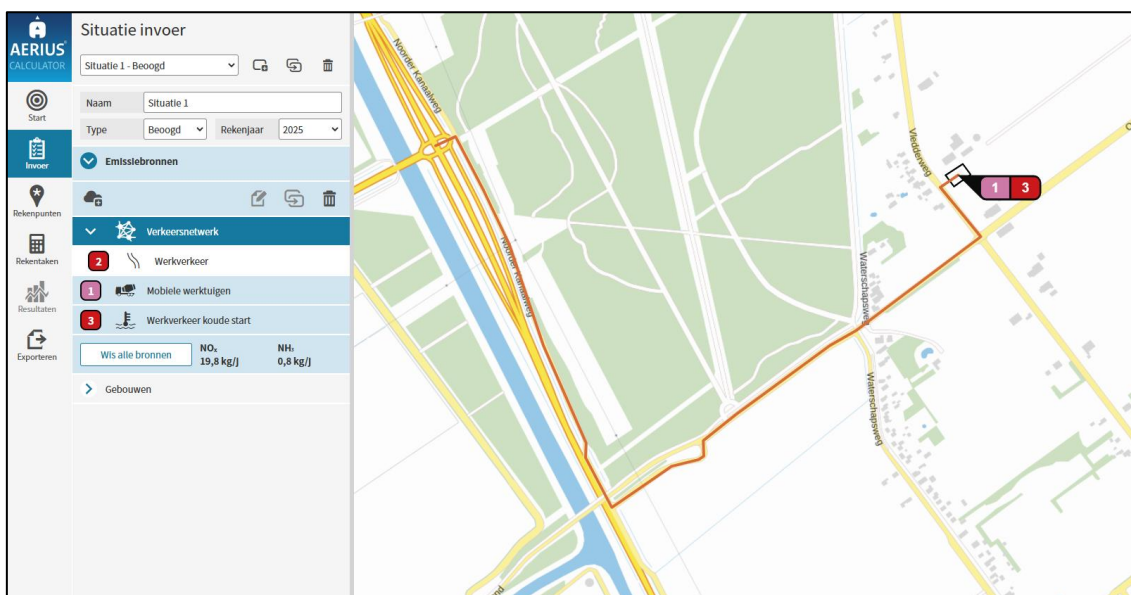 AERIUS
CALCULATOR
Start
Invoer
Rekenpunten
Rekentaken
Resultaten
Exporteren
Situatie invoer
Situatie 1 - Beoogd
Naam Situatie 1
Type Beoogd Rekenjaar 2025
Emissiebronnen
Verkeersnetwerk
2 Werkverkeer
1 Mobiele werktuigen
3 Werkverkeer koude start
Wis alle bronnen NOₓ NH₃
19,8 kg/j 0,8 kg/j
Gebouwen
Noorder Kanaalweg
Noorder Kanaalweg
Vledderweg
1 3
Waterschapsweg
Waterschapsweg